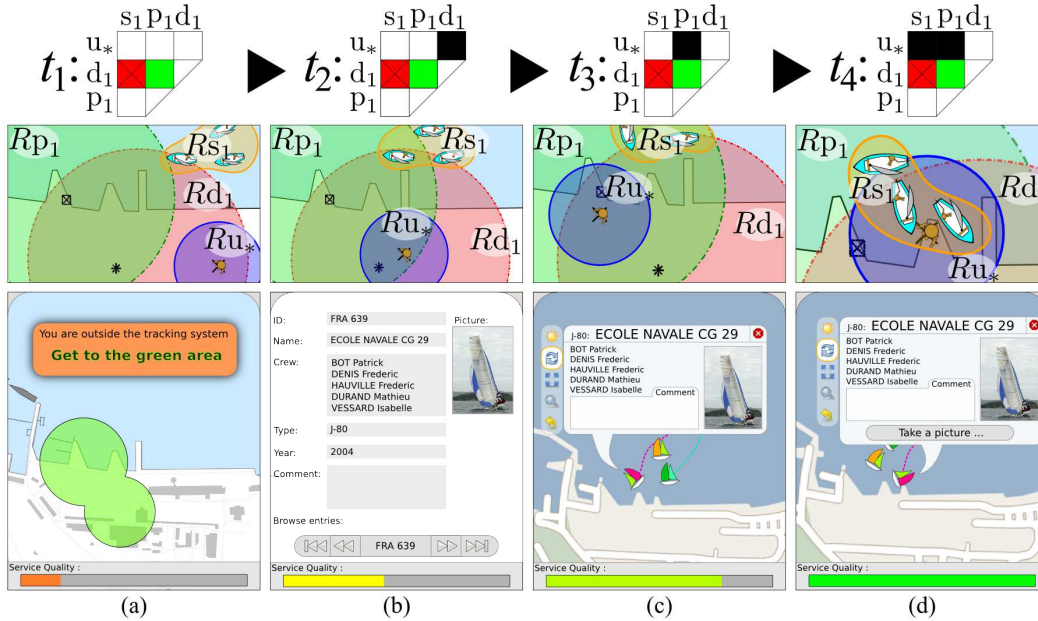 s₁ p₁ d₁
s₁ p₁ d₁
s₁ p₁ d₁
s₁ p₁ d₁
t₁: u* d₁ p₁
t₂: u* d₁ p₁
t₃: u* d₁ p₁
t₄: u* d₁ p₁
Rp₁
Rs₁
Rd₁
Ru*
Rp₁
Rs₁
Ru*
Rd₁
Rp₁
Rs₁
Ru*
Rd₁
Rp₁
Rd
Rs₁
Ru*
You are outside the tracking system
Get to the green area
Service Quality :
ID: FRA 639 Picture:
Name: ECOLE NAVALE CG 29
Crew: BOT Patrick
DENIS Frederic
HAUVILLE Frederic
DURAND Mathieu
VESSARD Isabelle
Type: J-80
Year: 2004
Comment:
Browse entries:
FRA 639
Service Quality :
J-80: ECOLE NAVALE CG 29
BOT Patrick
DENIS Frederic
HAUVILLE Frederic
DURAND Mathieu
VESSARD Isabelle
Comment
Service Quality :
J-80: ECOLE NAVALE CG 29
BOT Patrick
DENIS Frederic
HAUVILLE Frederic
DURAND Mathieu
VESSARD Isabelle
Comment
Take a picture ...
Service Quality :
(a) (b) (c) (d)